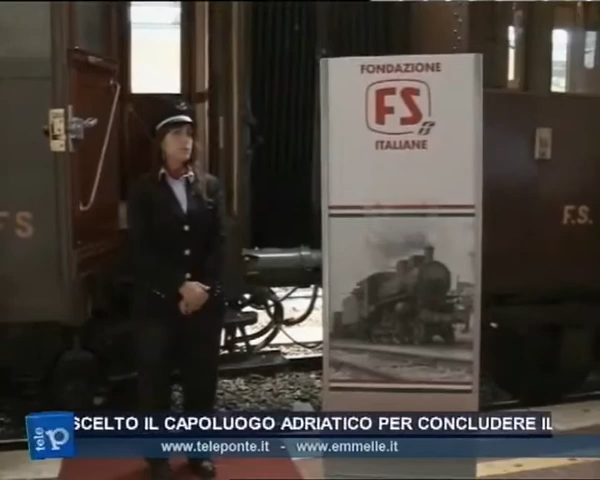 FONDAZIONE
FS
ITALIANE
FS
F.S.
SCELTO IL CAPOLUOGO ADRIATICO PER CONCLUDERE IL
tele p
www.teleponte.it - www.emmelle.it